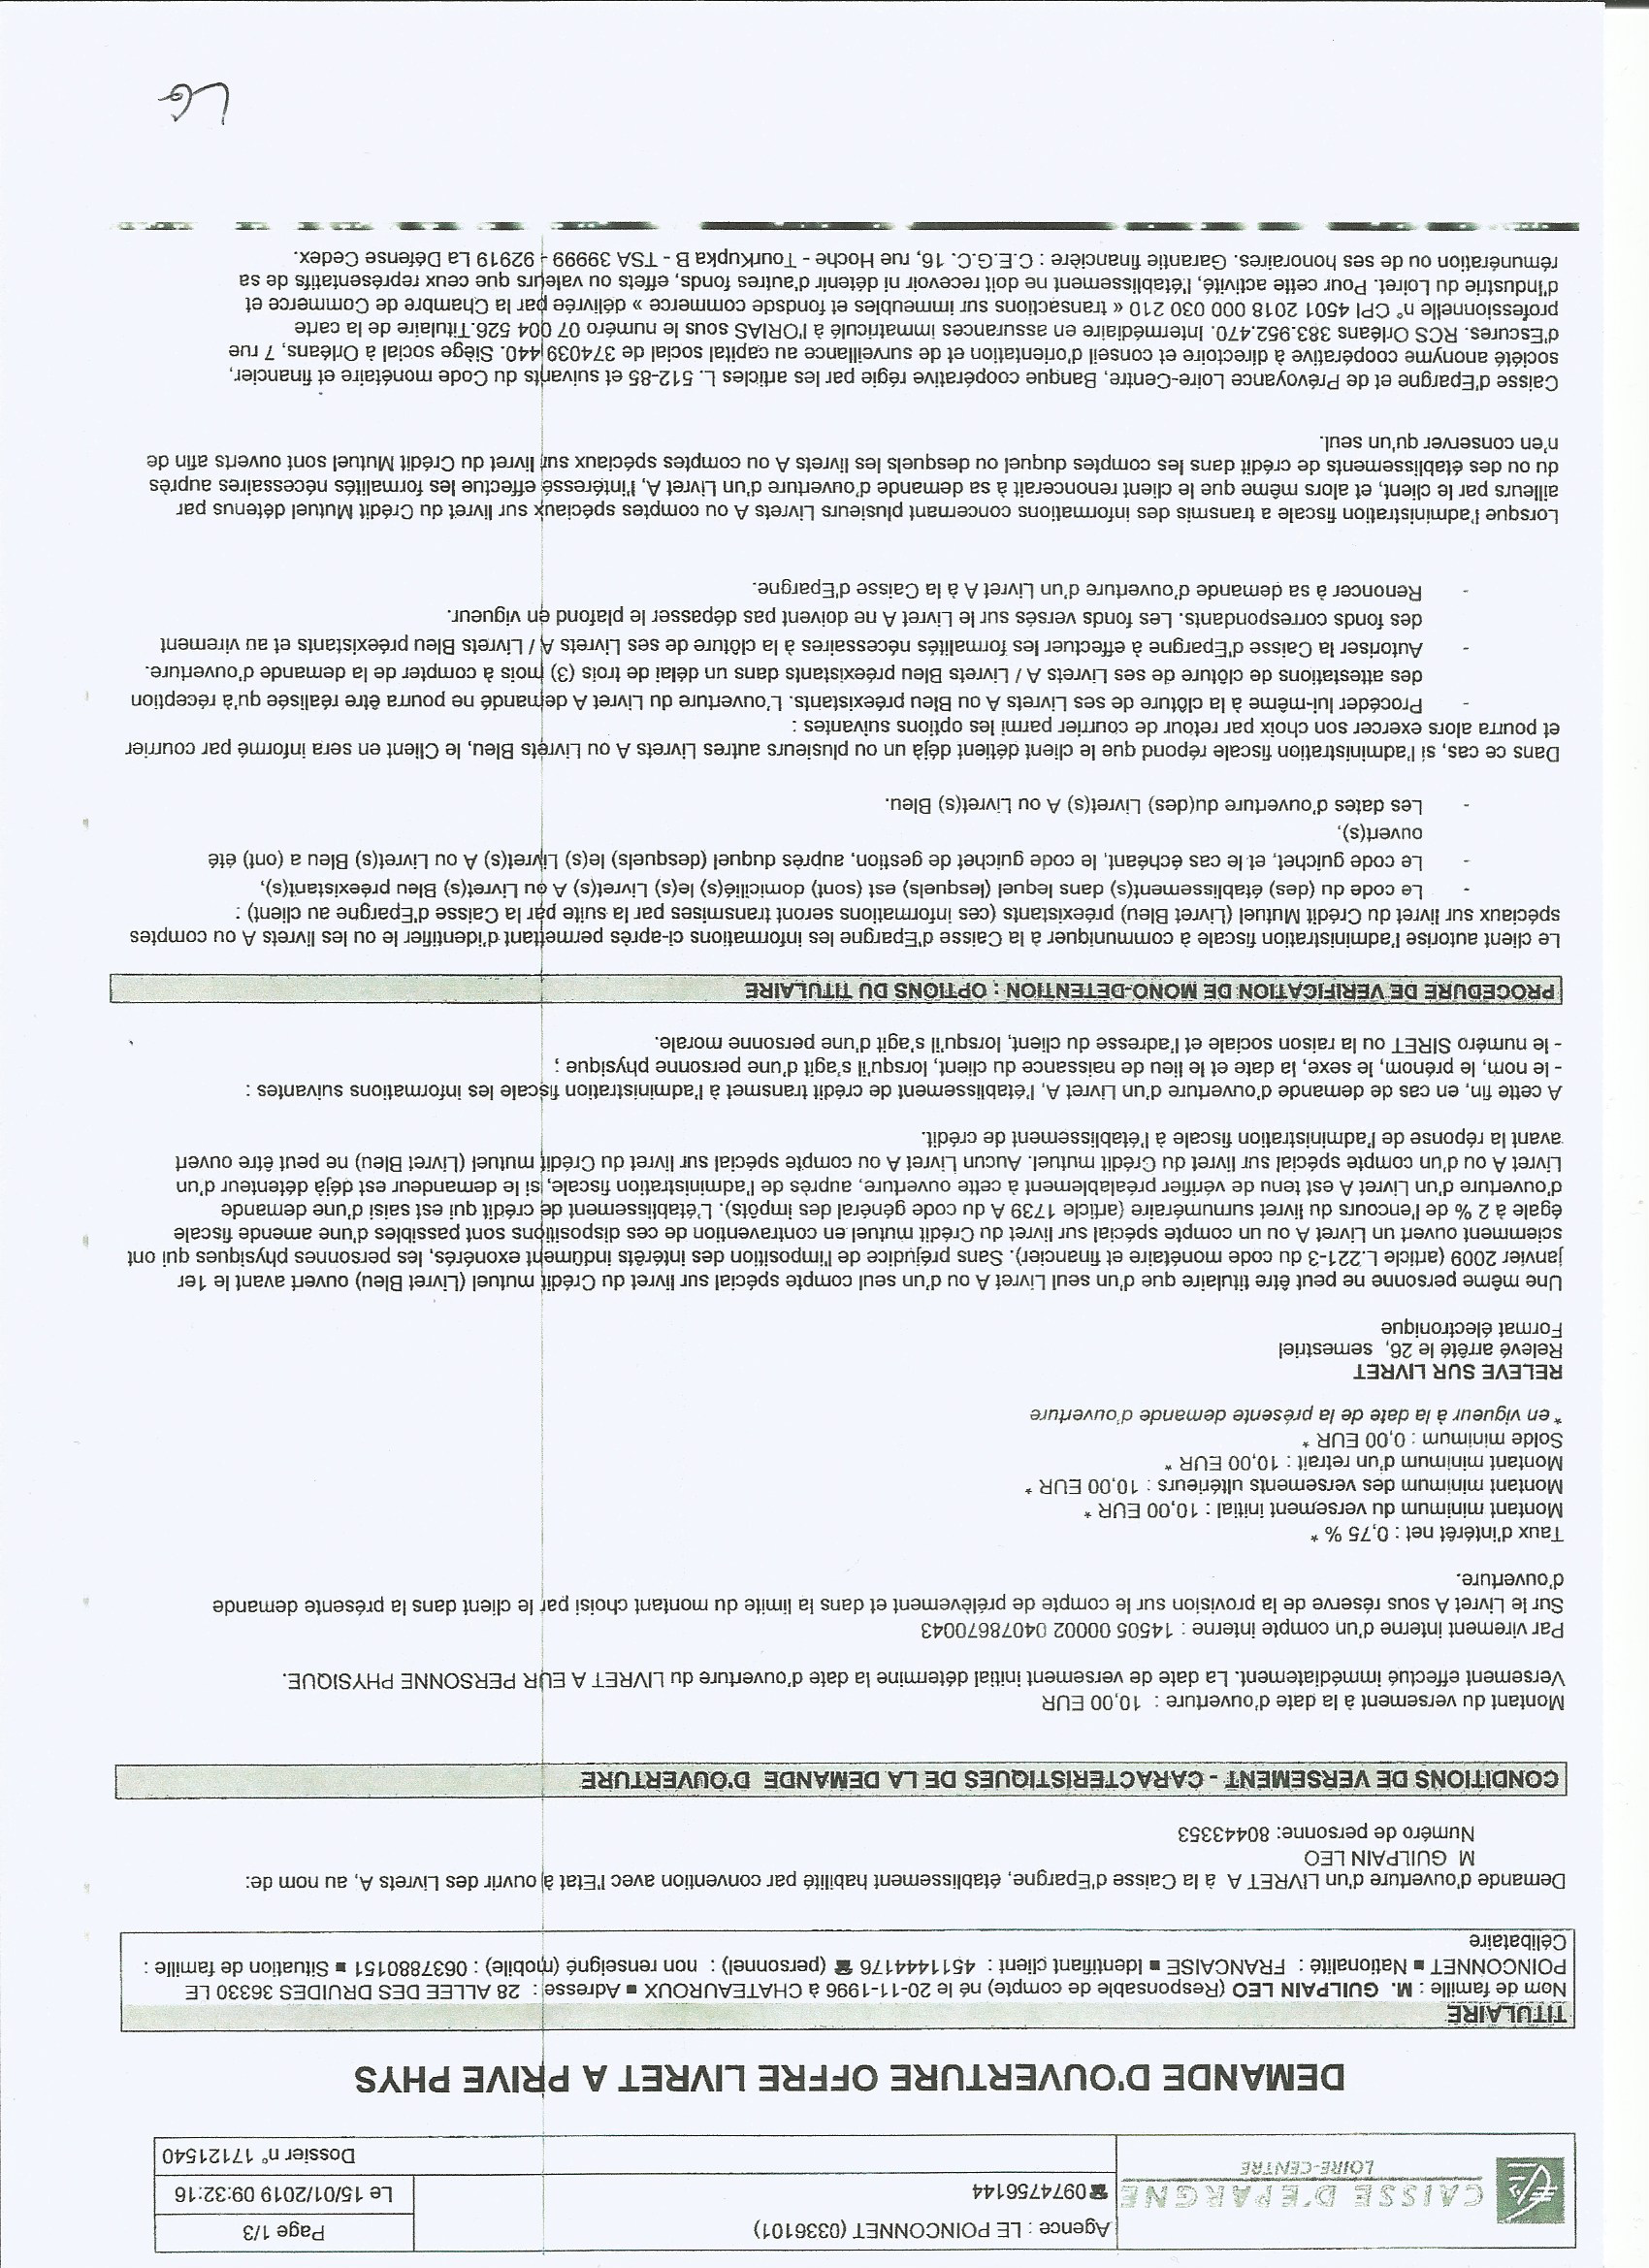 CAISSE D'EPARGNE
LOIRE-CENTRE
Agence : LE POINCONNET (0336101)
☎0974756144
Page 1/3
Le 15/01/2019 09:32:16
Dossier n° 17121540
DEMANDE D'OUVERTURE OFFRE LIVRET A PRIVE PHYS
TITULAIRE
Nom de famille : M. GUILPAIN LEO (Responsable de compte) né le 20-11-1996 à CHATEAUROUX ■ Adresse : 28 ALLEE DES DRUIDES 36330 LE
POINCONNET ■ Nationalité : FRANCAISE ■ Identifiant client : 4511444176 ☎ (personnel) : non renseigné (mobile) : 0637880151 ■ Situation de famille :
Célibataire
Demande d'ouverture d'un LIVRET A à la Caisse d'Epargne, établissement habilité par convention avec l'Etat à ouvrir des Livrets A, au nom de:
M GUILPAIN LEO
Numéro de personne: 80443353
CONDITIONS DE VERSEMENT - CARACTERISTIQUES DE LA DEMANDE D'OUVERTURE
Montant du versement à la date d'ouverture : 10,00 EUR
Versement effectué immédiatement. La date de versement initial détermine la date d'ouverture du LIVRET A EUR PERSONNE PHYSIQUE.
Par virement interne d'un compte interne : 14505 00002 04078670043
Sur le Livret A sous réserve de la provision sur le compte de prélèvement et dans la limite du montant choisi par le client dans la présente demande
d'ouverture.
Taux d'intérêt net : 0,75 % *
Montant minimum du versement initial : 10,00 EUR *
Montant minimum des versements ultérieurs : 10,00 EUR *
Montant minimum d'un retrait : 10,00 EUR *
Solde minimum : 0,00 EUR *
* en vigueur à la date de la présente demande d'ouverture
RELEVE SUR LIVRET
Relevé arrêté le 26, semestriel
Format électronique
Une même personne ne peut être titulaire que d'un seul Livret A ou d'un seul compte spécial sur livret du Crédit mutuel (Livret Bleu) ouvert avant le 1er
janvier 2009 (article L.221-3 du code monétaire et financier). Sans préjudice de l'imposition des intérêts indûment exonérés, les personnes physiques qui ont
sciemment ouvert un Livret A ou un compte spécial sur livret du Crédit mutuel en contravention de ces dispositions sont passibles d'une amende fiscale
égale à 2 % de l'encours du livret surnuméraire (article 1739 A du code général des impôts). L'établissement de crédit qui est saisi d'une demande
d'ouverture d'un Livret A est tenu de vérifier préalablement à cette ouverture, auprès de l'administration fiscale, si le demandeur est déjà détenteur d'un
Livret A ou d'un compte spécial sur livret du Crédit mutuel. Aucun Livret A ou compte spécial sur livret du Crédit mutuel (Livret Bleu) ne peut être ouvert
avant la réponse de l'administration fiscale à l'établissement de crédit.
A cette fin, en cas de demande d'ouverture d'un Livret A, l'établissement de crédit transmet à l'administration fiscale les informations suivantes :
- le nom, le prénom, le sexe, la date et le lieu de naissance du client, lorsqu'il s'agit d'une personne physique ;
- le numéro SIRET ou la raison sociale et l'adresse du client, lorsqu'il s'agit d'une personne morale.
PROCEDURE DE VERIFICATION DE MONO-DETENTION : OPTIONS DU TITULAIRE
Le client autorise l'administration fiscale à communiquer à la Caisse d'Epargne les informations ci-après permettant d'identifier le ou les livrets A ou comptes
spéciaux sur livret du Crédit Mutuel (Livret Bleu) préexistants (ces informations seront transmises par la suite par la Caisse d'Epargne au client) :
- Le code du (des) établissement(s) dans lequel (lesquels) est (sont) domicilié(s) le(s) Livret(s) A ou Livret(s) Bleu préexistant(s),
- Le code guichet, et le cas échéant, le code guichet de gestion, auprès duquel (desquels) le(s) Livret(s) A ou Livret(s) Bleu a (ont) été
ouvert(s),
- Les dates d'ouverture du(des) Livret(s) A ou Livret(s) Bleu.
Dans ce cas, si l'administration fiscale répond que le client détient déjà un ou plusieurs autres Livrets A ou Livrets Bleu, le Client en sera informé par courrier
et pourra alors exercer son choix par retour de courrier parmi les options suivantes :
- Procéder lui-même à la clôture de ses Livrets A ou Bleu préexistants. L'ouverture du Livret A demandé ne pourra être réalisée qu'à réception
des attestations de clôture de ses Livrets A / Livrets Bleu préexistants dans un délai de trois (3) mois à compter de la demande d'ouverture.
- Autoriser la Caisse d'Epargne à effectuer les formalités nécessaires à la clôture de ses Livrets A / Livrets Bleu préexistants et au virement
des fonds correspondants. Les fonds versés sur le Livret A ne doivent pas dépasser le plafond en vigueur.
- Renoncer à sa demande d'ouverture d'un Livret A à la Caisse d'Epargne.
Lorsque l'administration fiscale a transmis des informations concernant plusieurs Livrets A ou comptes spéciaux sur livret du Crédit Mutuel détenus par
ailleurs par le client, et alors même que le client renoncerait à sa demande d'ouverture d'un Livret A, l'intéressé effectue les formalités nécessaires auprès
du ou des établissements de crédit dans les comptes duquel ou desquels les livrets A ou comptes spéciaux sur livret du Crédit Mutuel sont ouverts afin de
n'en conserver qu'un seul.
Caisse d'Epargne et de Prévoyance Loire-Centre, Banque coopérative régie par les articles L. 512-85 et suivants du Code monétaire et financier,
société anonyme coopérative à directoire et conseil d'orientation et de surveillance au capital social de 374039 440. Siège social à Orléans, 7 rue
d'Escures. RCS Orléans 383.952.470. Intermédiaire en assurances immatriculé à l'ORIAS sous le numéro 07 004 526.Titulaire de la carte
professionnelle n° CPI 4501 2018 000 030 210 « transactions sur immeubles et fondsde commerce » délivrée par la Chambre de Commerce et
d'Industrie du Loiret. Pour cette activité, l'établissement ne doit recevoir ni détenir d'autres fonds, effets ou valeurs que ceux représentatifs de sa
rémunération ou de ses honoraires. Garantie financière : C.E.G.C. 16, rue Hoche - TourKupka B - TSA 39999 - 92919 La Défense Cedex.
LG